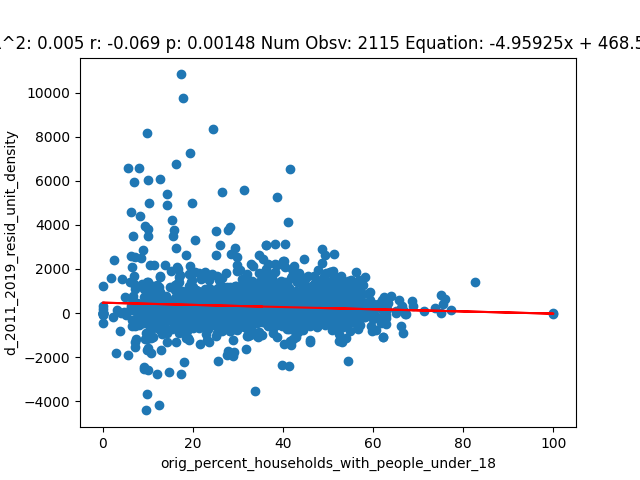 ^2: 0.005 r: -0.069 p: 0.00148 Num Obsv: 2115 Equation: -4.95925x + 468.5
10000
8000
6000
4000
2000
0
−2000
−4000
d_2011_2019_resid_unit_density
0 20 40 60 80 100
orig_percent_households_with_people_under_18